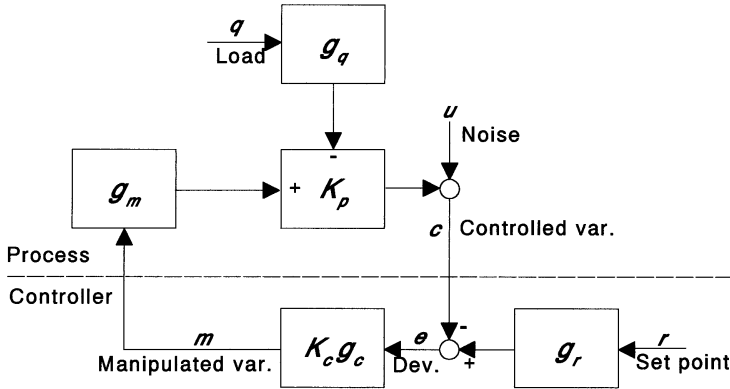 q
Load
g_q
u
Noise
-
g_m
+ K_p
c Controlled var.
Process
Controller
m
Manipulated var.
K_c g_c
e
Dev.
-
+
g_r
r
Set point